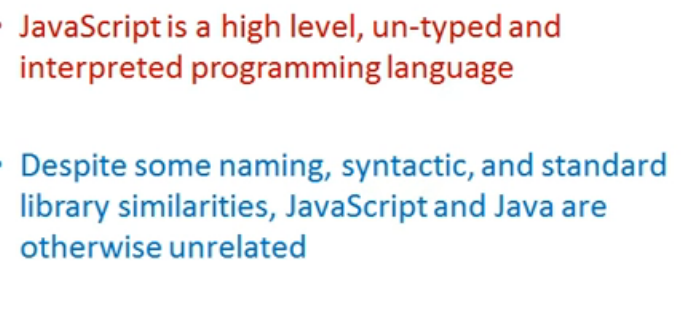 • JavaScript is a high level, un-typed and
interpreted programming language
• Despite some naming, syntactic, and standard
library similarities, JavaScript and Java are
otherwise unrelated